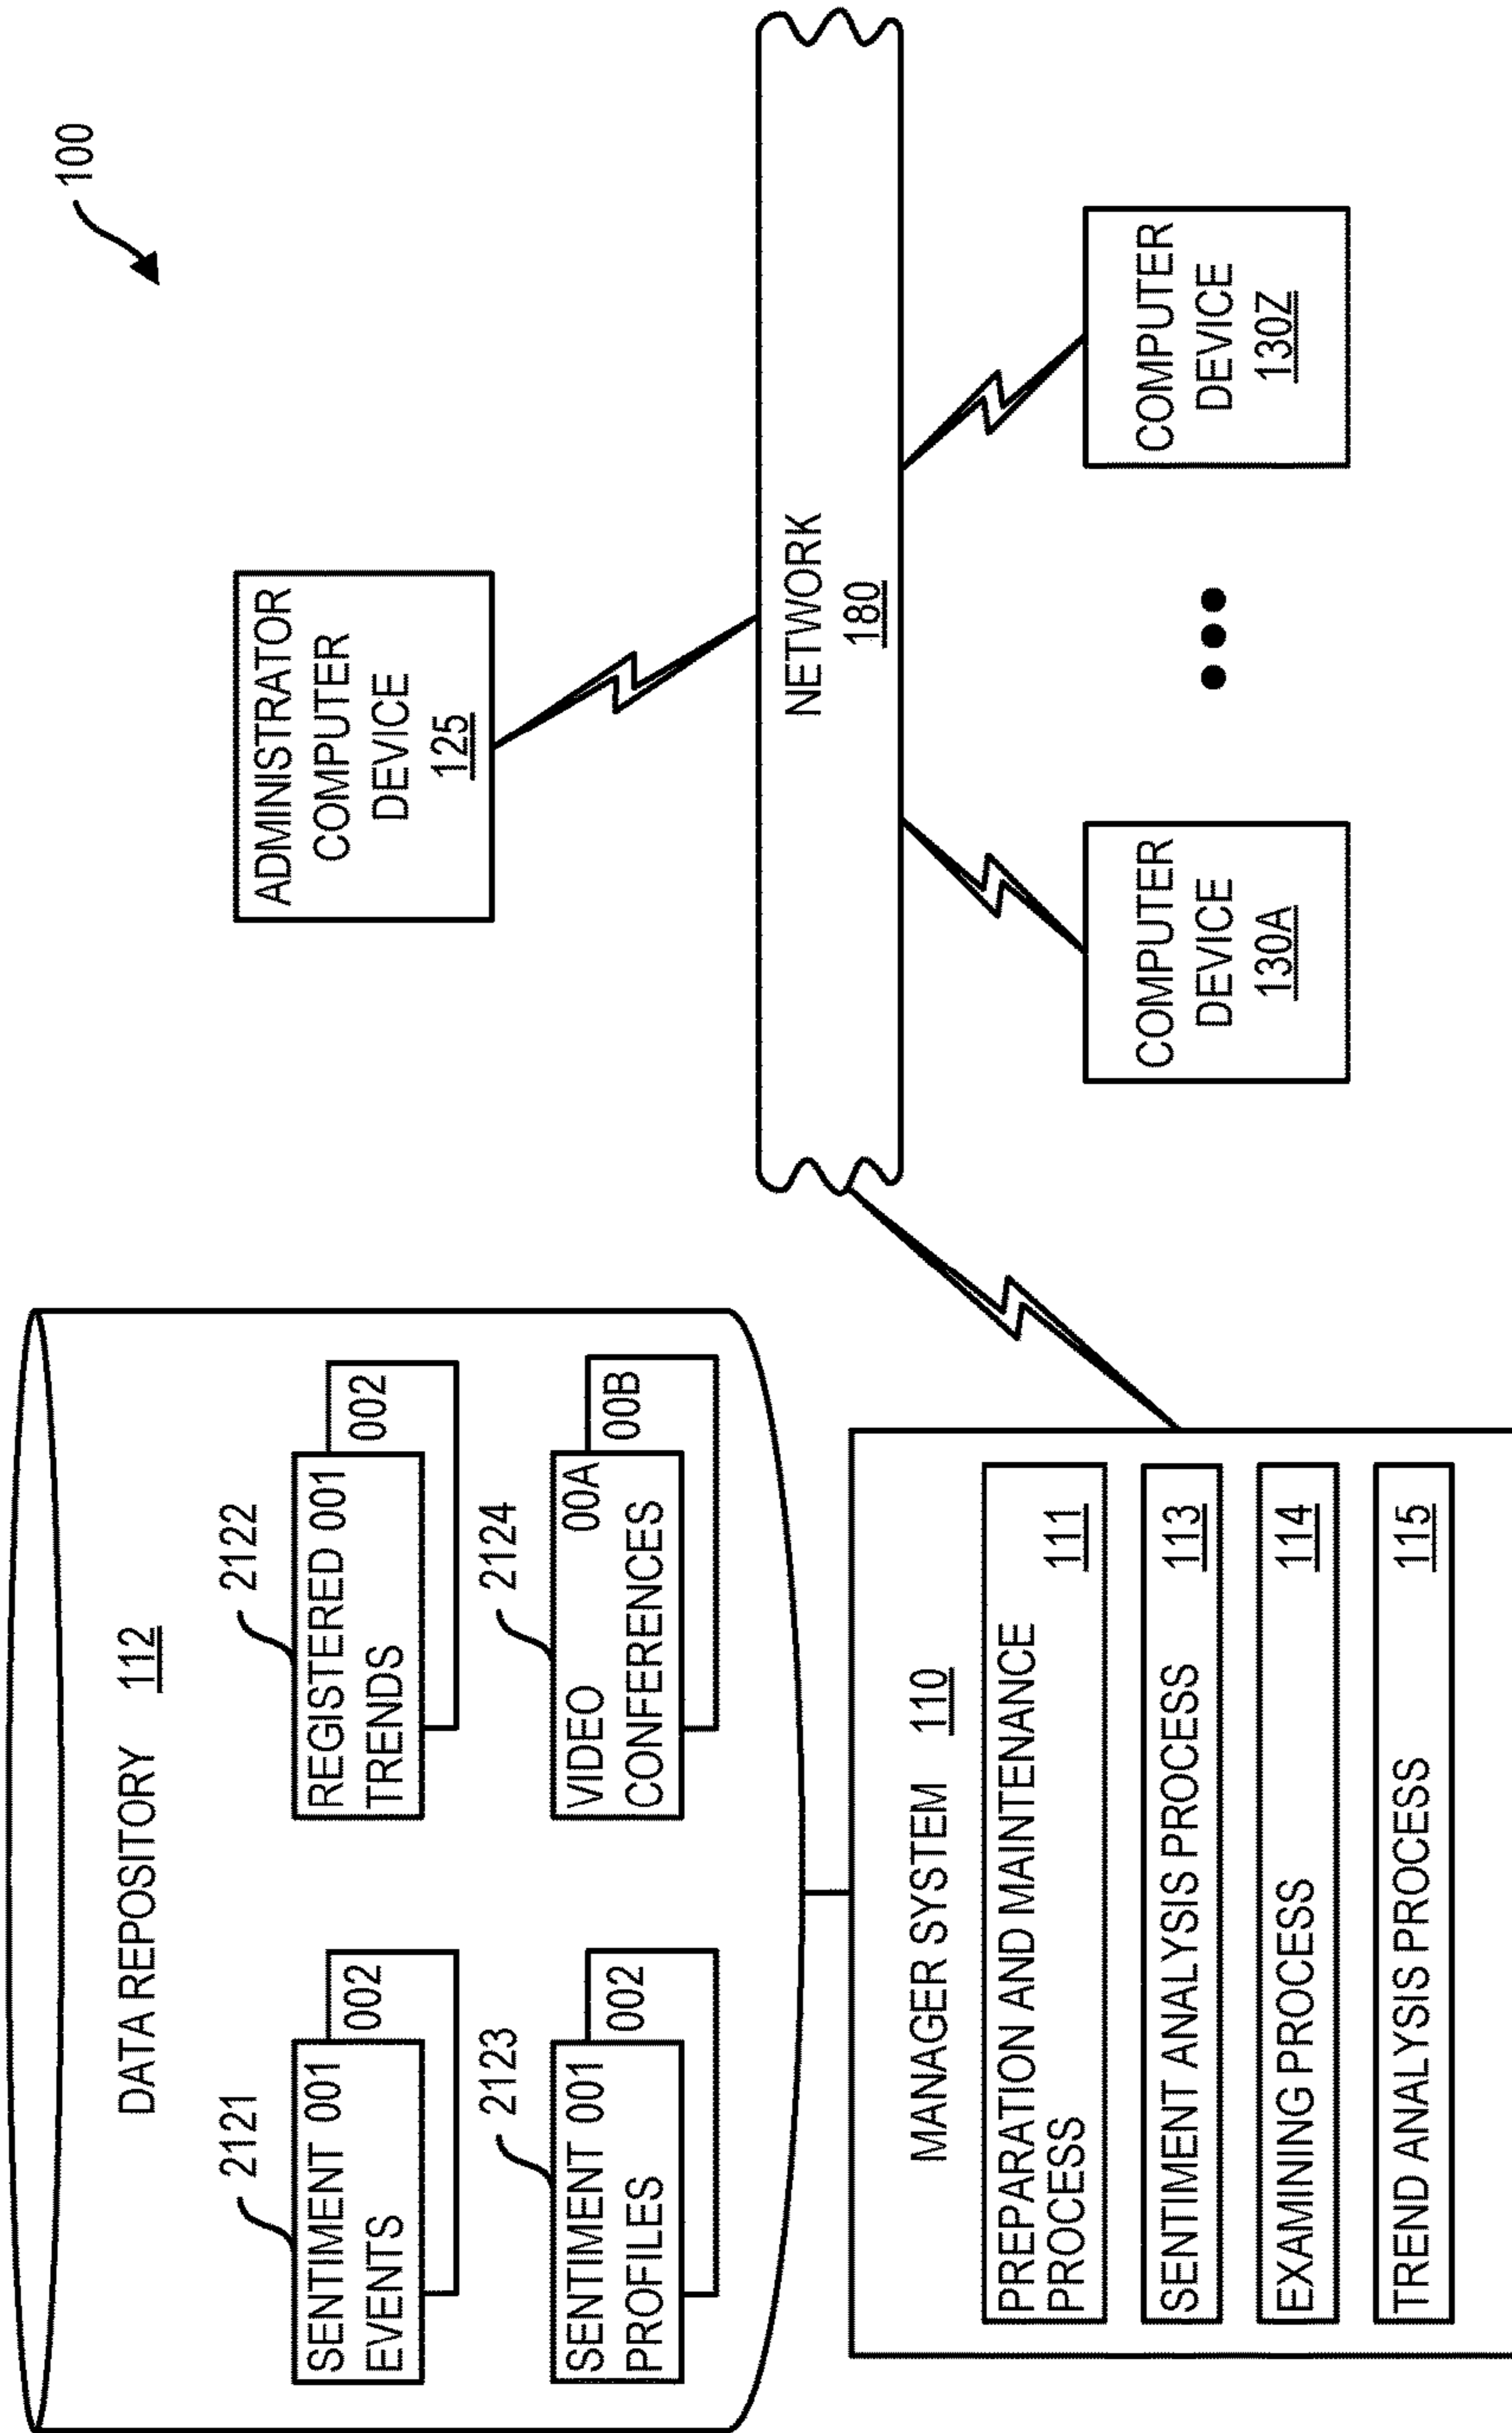 100
DATA REPOSITORY 112
2121
SENTIMENT 001
EVENTS
002
2122
REGISTERED 001
TRENDS
002
2123
SENTIMENT 001
PROFILES
002
2124
VIDEO 00A
CONFERENCES
00B
MANAGER SYSTEM 110
PREPARATION AND MAINTENANCE
PROCESS 111
SENTIMENT ANALYSIS PROCESS 113
EXAMINING PROCESS 114
TREND ANALYSIS PROCESS 115
ADMINISTRATOR
COMPUTER
DEVICE
125
NETWORK
180
COMPUTER
DEVICE
130A
COMPUTER
DEVICE
130Z